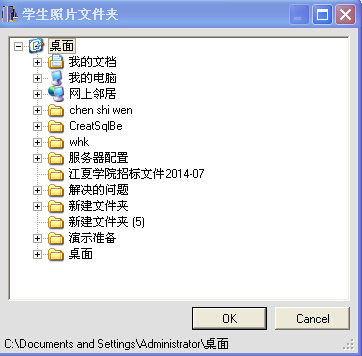 学生照片文件夹
桌面
我的文档
我的电脑
网上邻居
chen shi wen
CreatSqlBe
whk
服务器配置
江夏学院招标文件2014-07
解决的问题
新建文件夹
新建文件夹 (5)
演示准备
桌面
OK Cancel
C:\Documents and Settings\Administrator\桌面